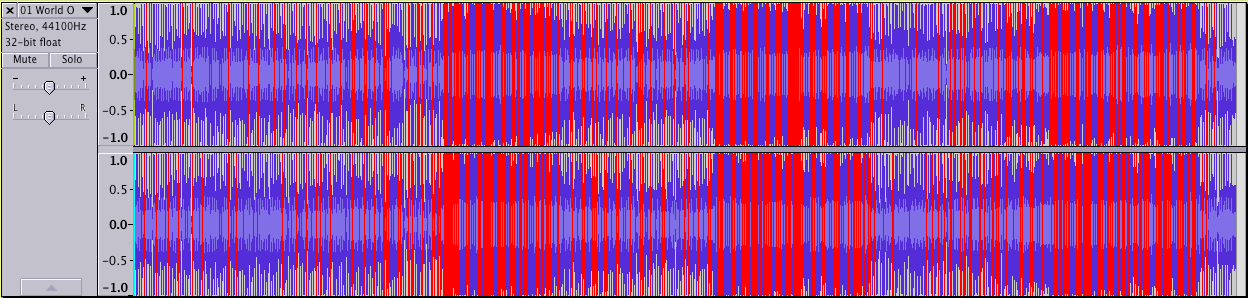 01 World O
Stereo, 44100Hz
32-bit float
Mute Solo
- +
L R
1.0
0.5-
0.0-
-0.5-
-1.0
1.0
0.5-
0.0-
-0.5-
-1.0